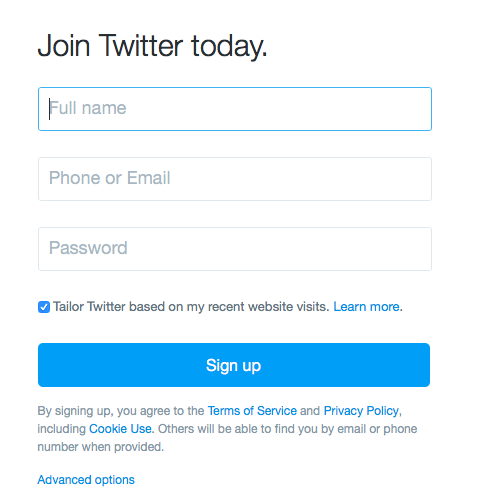 Join Twitter today.
Full name
Phone or Email
Password
Tailor Twitter based on my recent website visits. Learn more.
Sign up
By signing up, you agree to the Terms of Service and Privacy Policy,
including Cookie Use. Others will be able to find you by email or phone
number when provided.
Advanced options